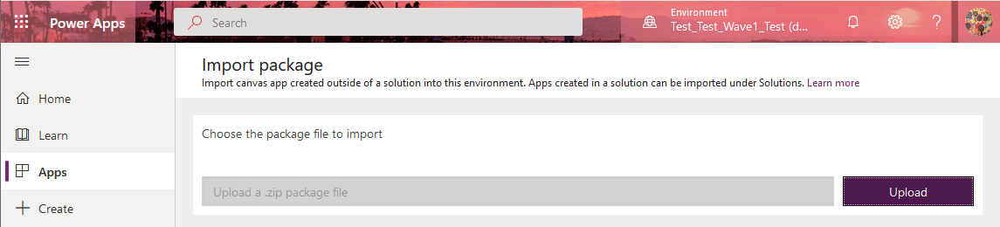 Power Apps
Search
Environment
Test_Test_Wave1_Test (d...
Import package
Import canvas app created outside of a solution into this environment. Apps created in a solution can be imported under Solutions. Learn more
Home
Learn
Apps
Create
Choose the package file to import
Upload a .zip package file
Upload